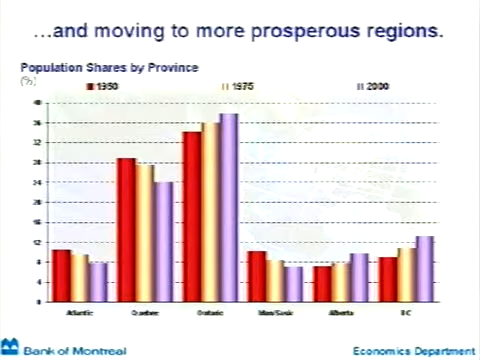 ...and moving to more prosperous regions.
Population Shares by Province
(%)
1950 1975 2000
40
36
32
28
24
20
16
12
8
4
0
Atlantic Quebec Ontario Man/Sask Alberta BC
Bank of Montreal Economics Department